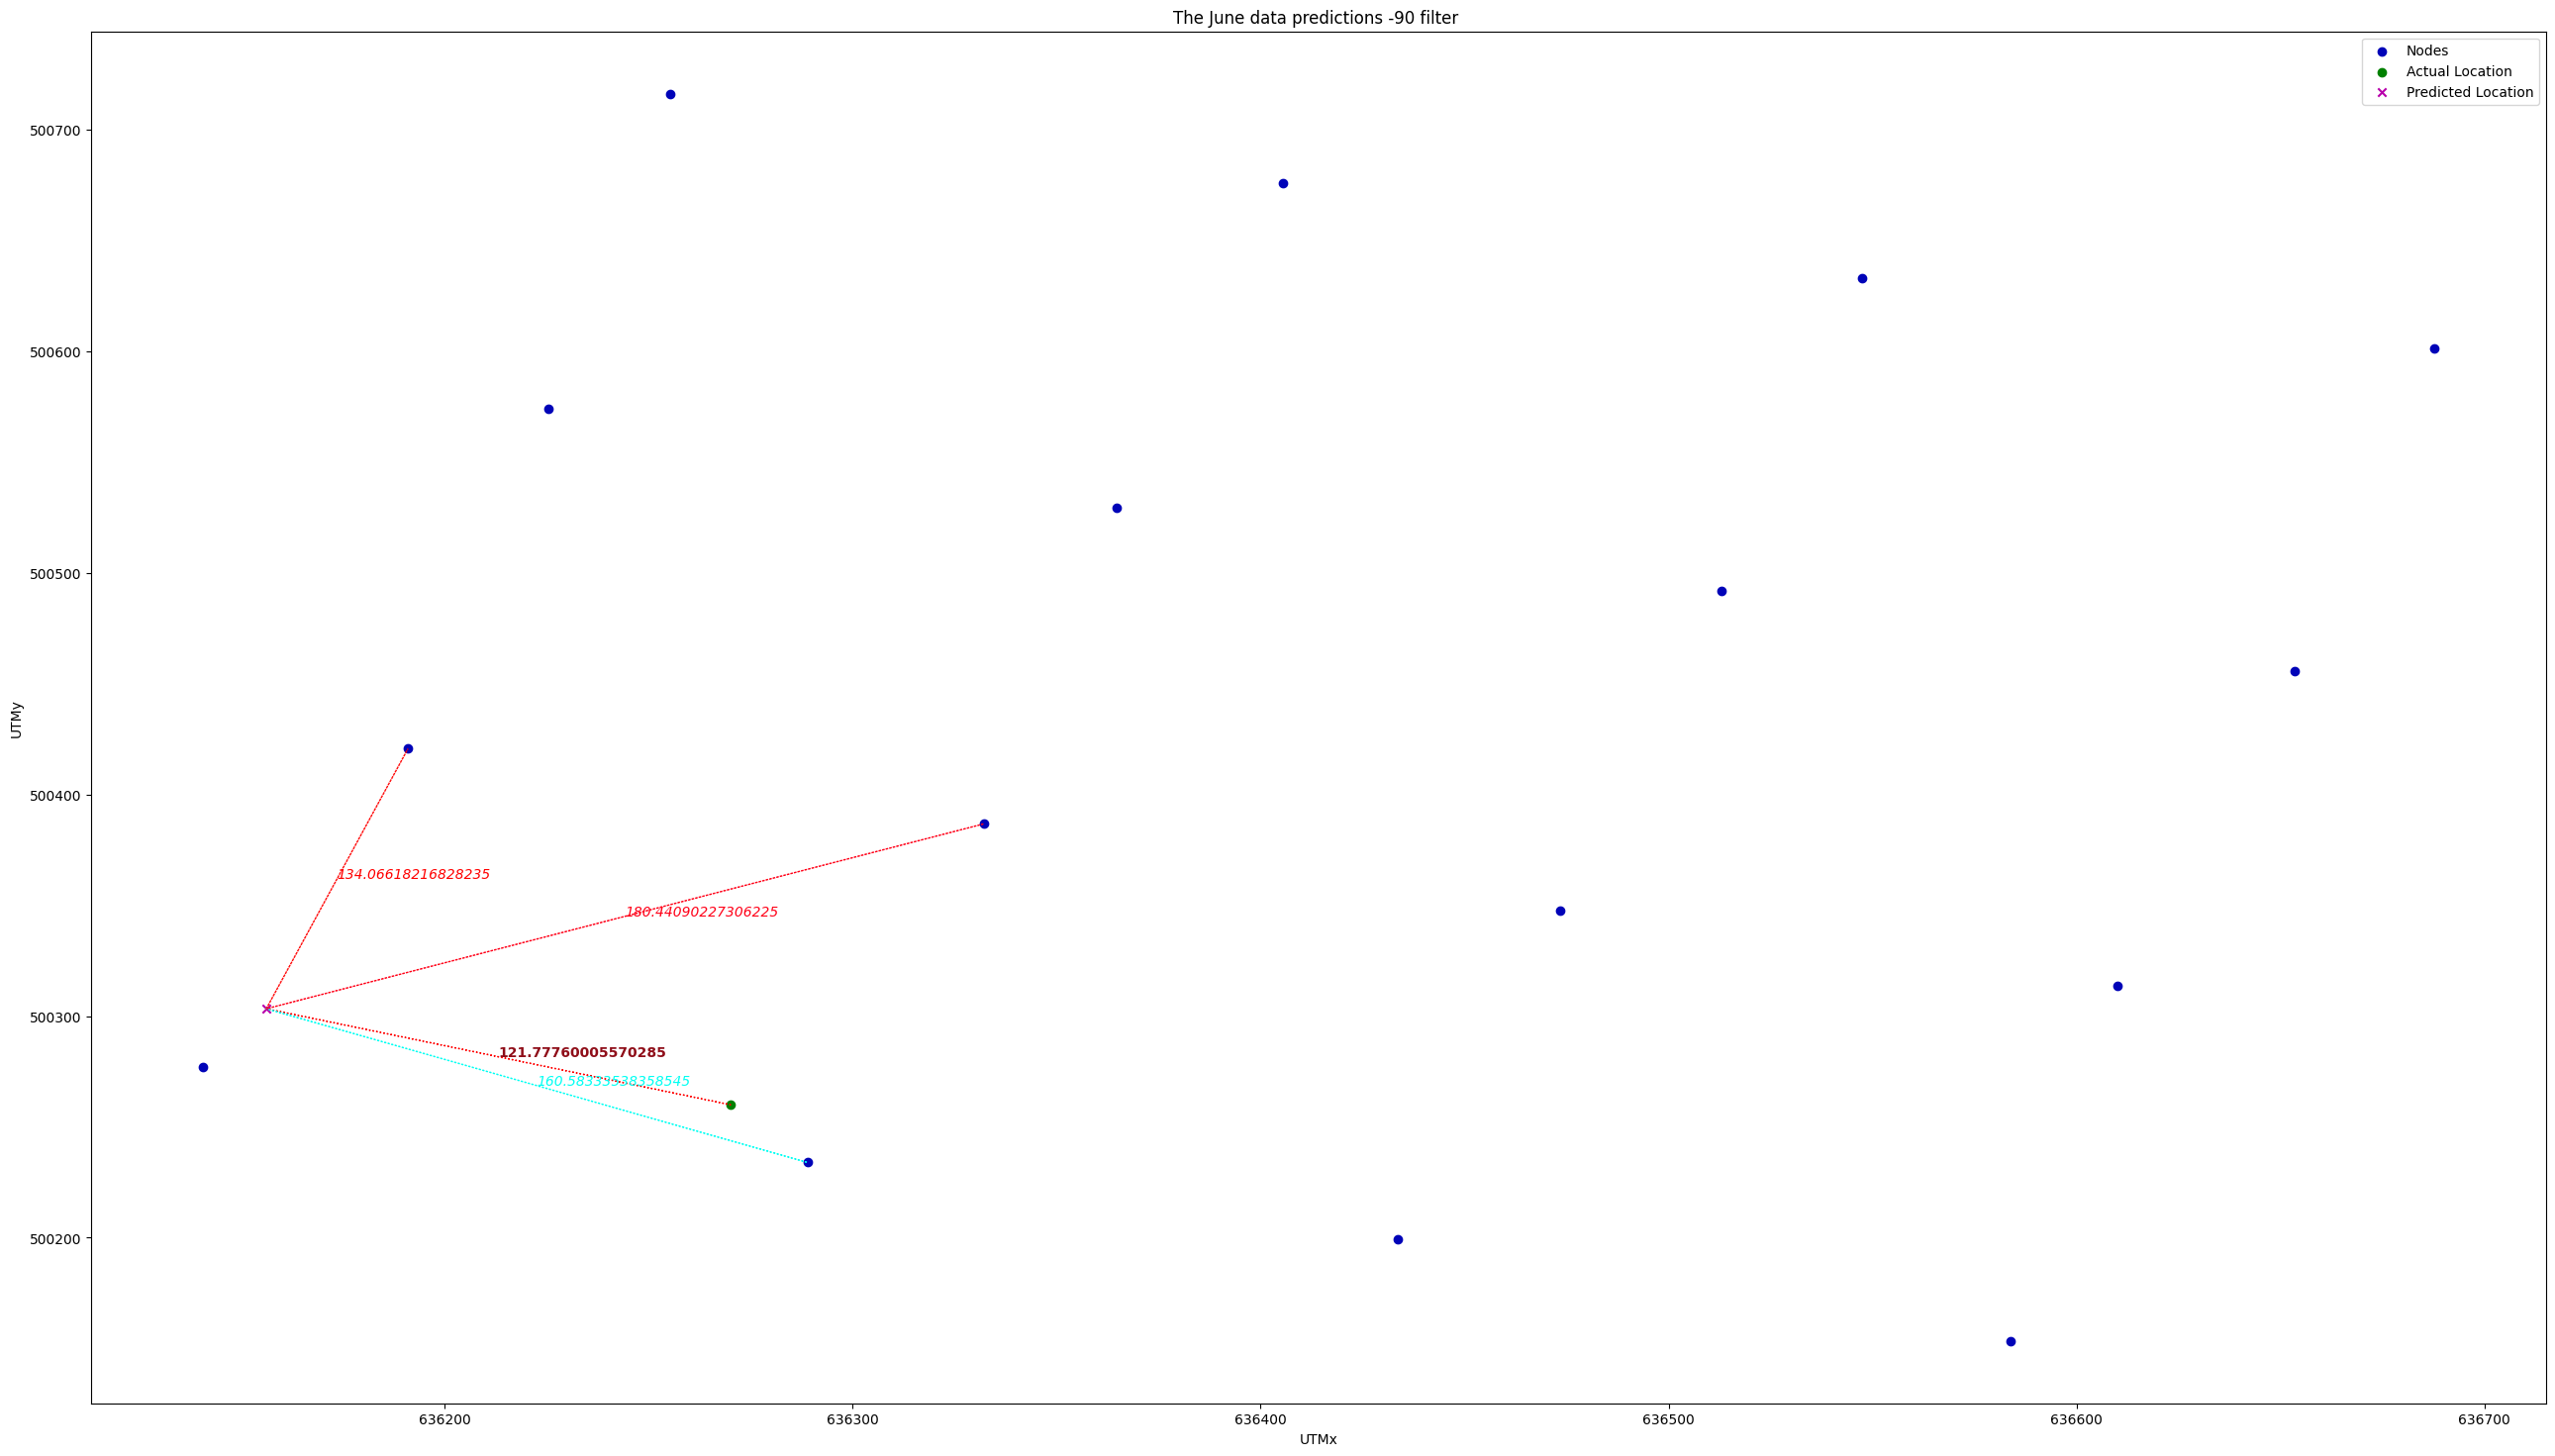 The June data predictions -90 filter
Nodes
Actual Location
Predicted Location
500700
500600
500500
500400
500300
500200
UTMy
134.06618216828235
180.44090227306225
121.77760005570285
160.58333538358545
636200
636300
636400
636500
636600
636700
UTMx